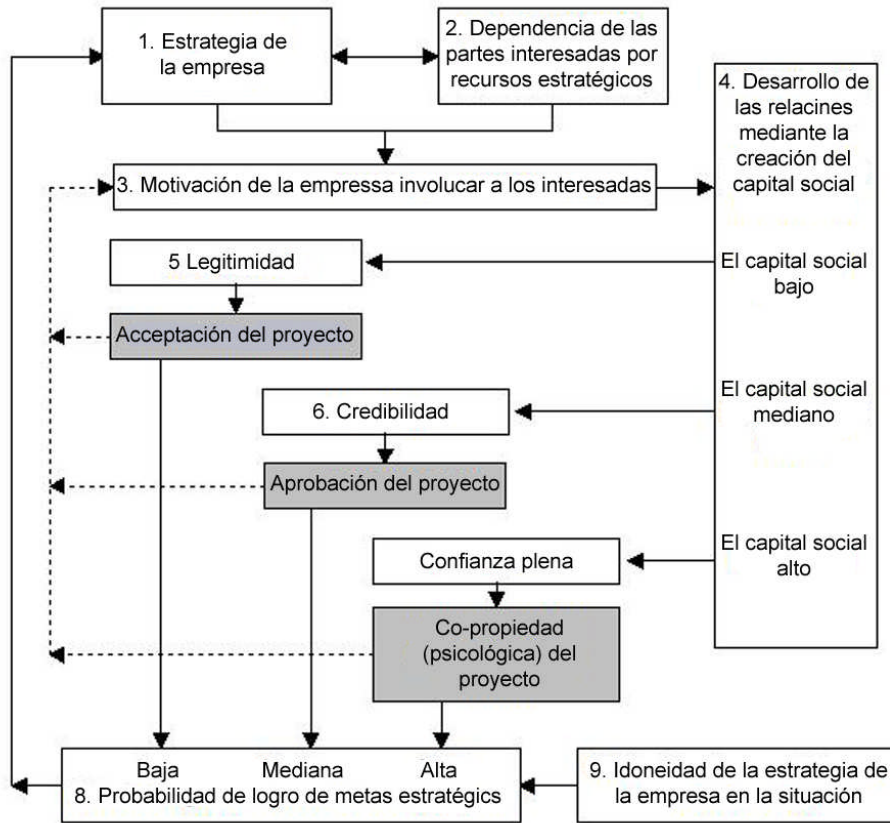 1. Estrategia de
la empresa
2. Dependencia de las
partes interesadas por
recursos estratégicos
3. Motivación de la empressa involucar a los interesadas
4. Desarrollo de
las relacines
mediante la
creación del
capital social
5 Legitimidad
El capital social
bajo
Acceptación del proyecto
6. Credibilidad
El capital social
mediano
Aprobación del proyecto
Confianza plena
El capital social
alto
Co-propiedad
(psicológica) del
proyecto
Baja Mediana Alta
8. Probabilidad de logro de metas estratégics
9. Idoneidad de la estrategia de
la empresa en la situación